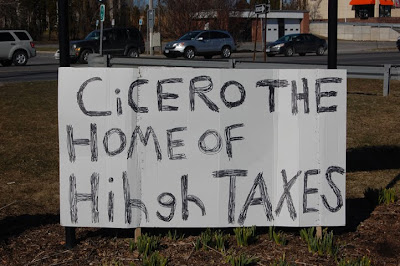 CiCERO THE
HOME OF
Hihgh TAXES